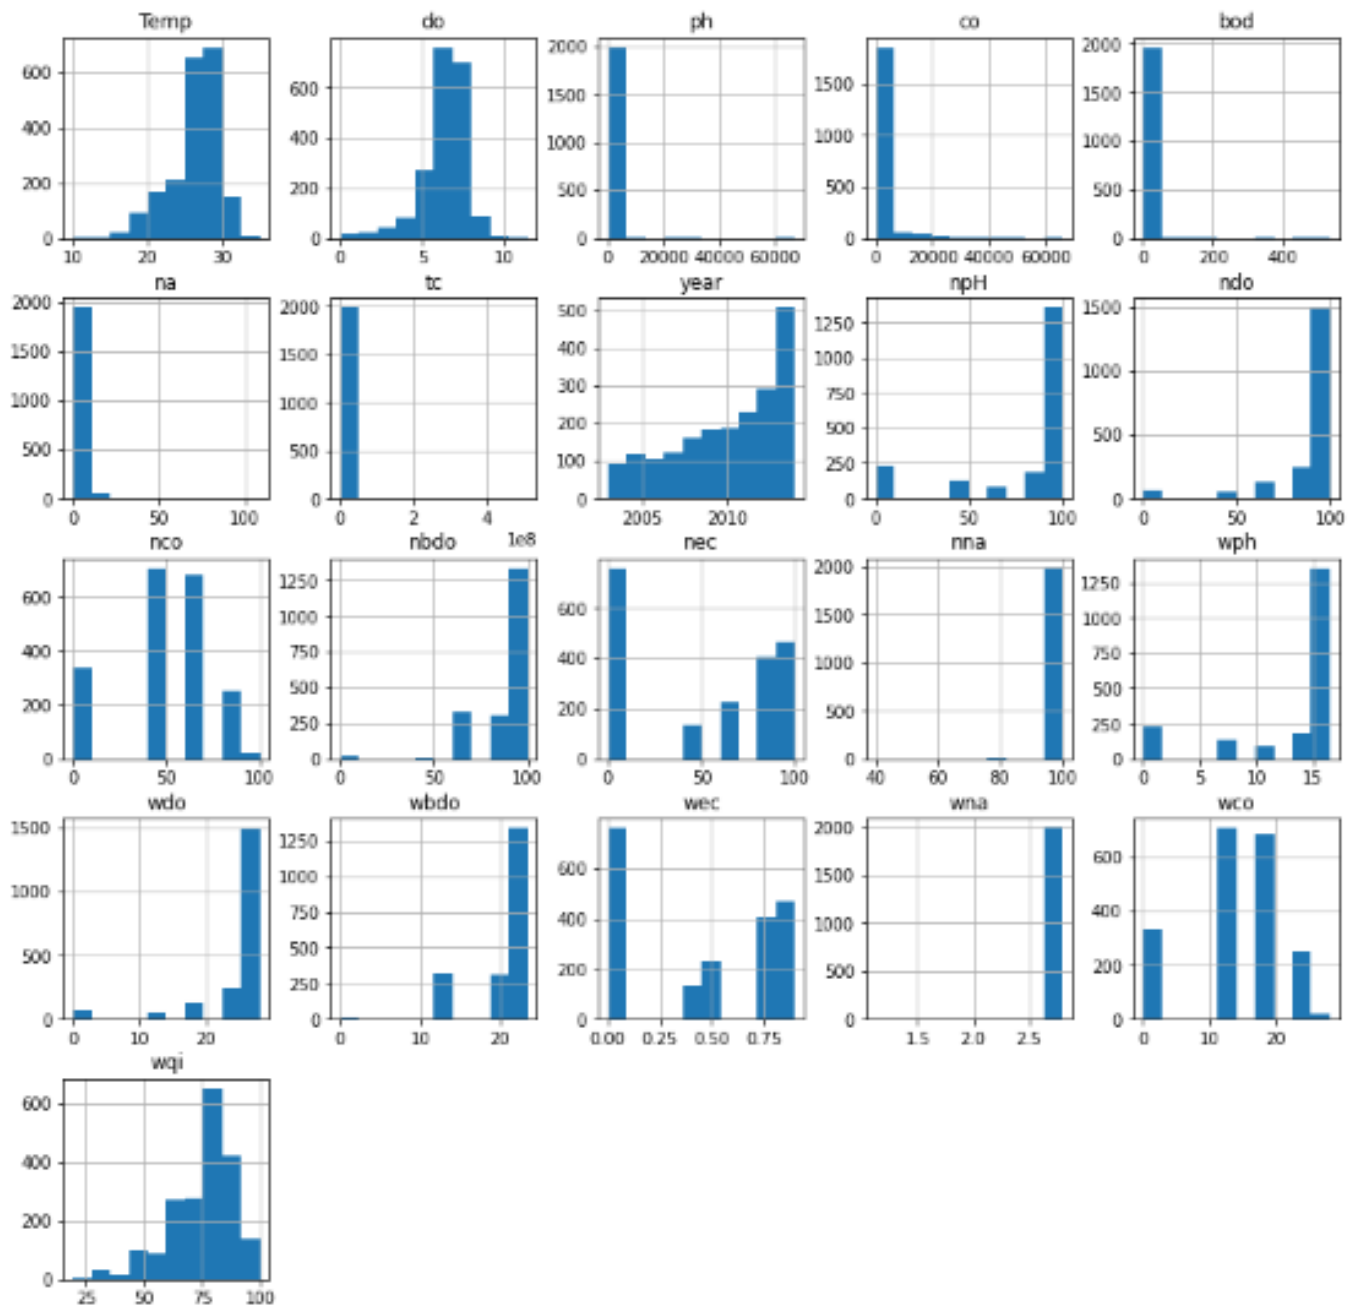 Temp do ph co bod
600 400 200 0 600 400 200 0 2000 1500 1000 500 0 1500 1000 500 0 2000 1500 1000 500 0
10 20 30 0 5 10 0 20000 40000 60000 0 20000 40000 60000 0 200 400
na tc year npH ndo
2000 1500 1000 500 0 2000 1500 1000 500 0 500 400 300 200 100 0 1250 1000 750 500 250 0 1500 1000 500 0
0 50 100 0 2 4 2005 2010 0 50 100 0 50 100
1e8
nco nbdo nec nna wph
600 400 200 0 1250 1000 750 500 250 0 600 400 200 0 2000 1500 1000 500 0 1250 1000 750 500 250 0
0 50 100 0 50 100 0 50 100 40 60 80 100 0 5 10 15
wdo wbdo wec wna wco
1500 1000 500 0 1250 1000 750 500 250 0 600 400 200 0 2000 1500 1000 500 0 600 400 200 0
0 10 20 0 10 20 0.00 0.25 0.50 0.75 1.5 2.0 2.5 0 10 20
wqi
600 400 200 0
25 50 75 100